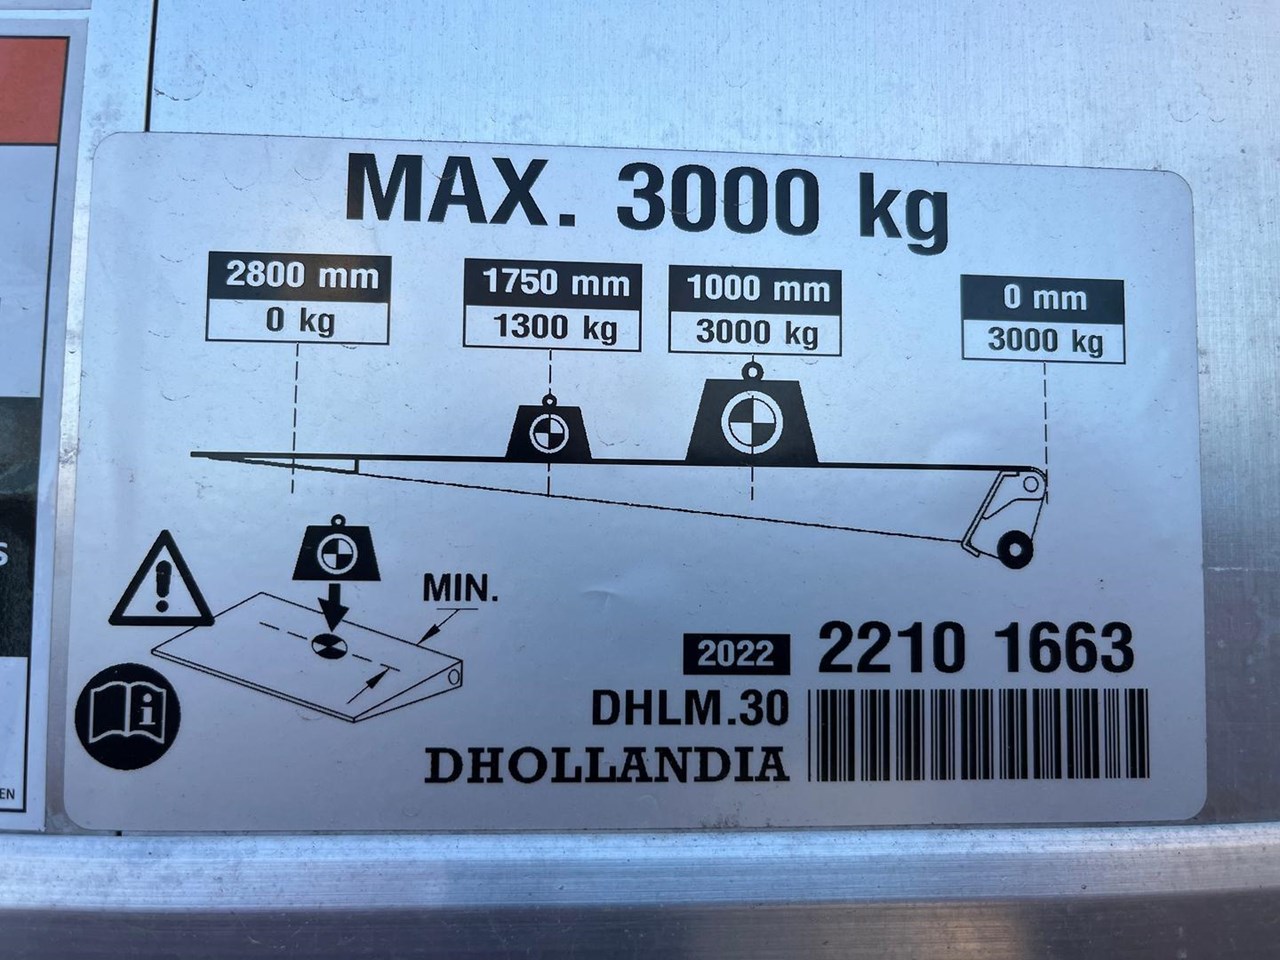 MAX. 3000 kg
2800 mm
0 kg
1750 mm
1300 kg
1000 mm
3000 kg
0 mm
3000 kg
MIN.
2022 2210 1663
DHLM.30
DHOLLANDIA
S
EN